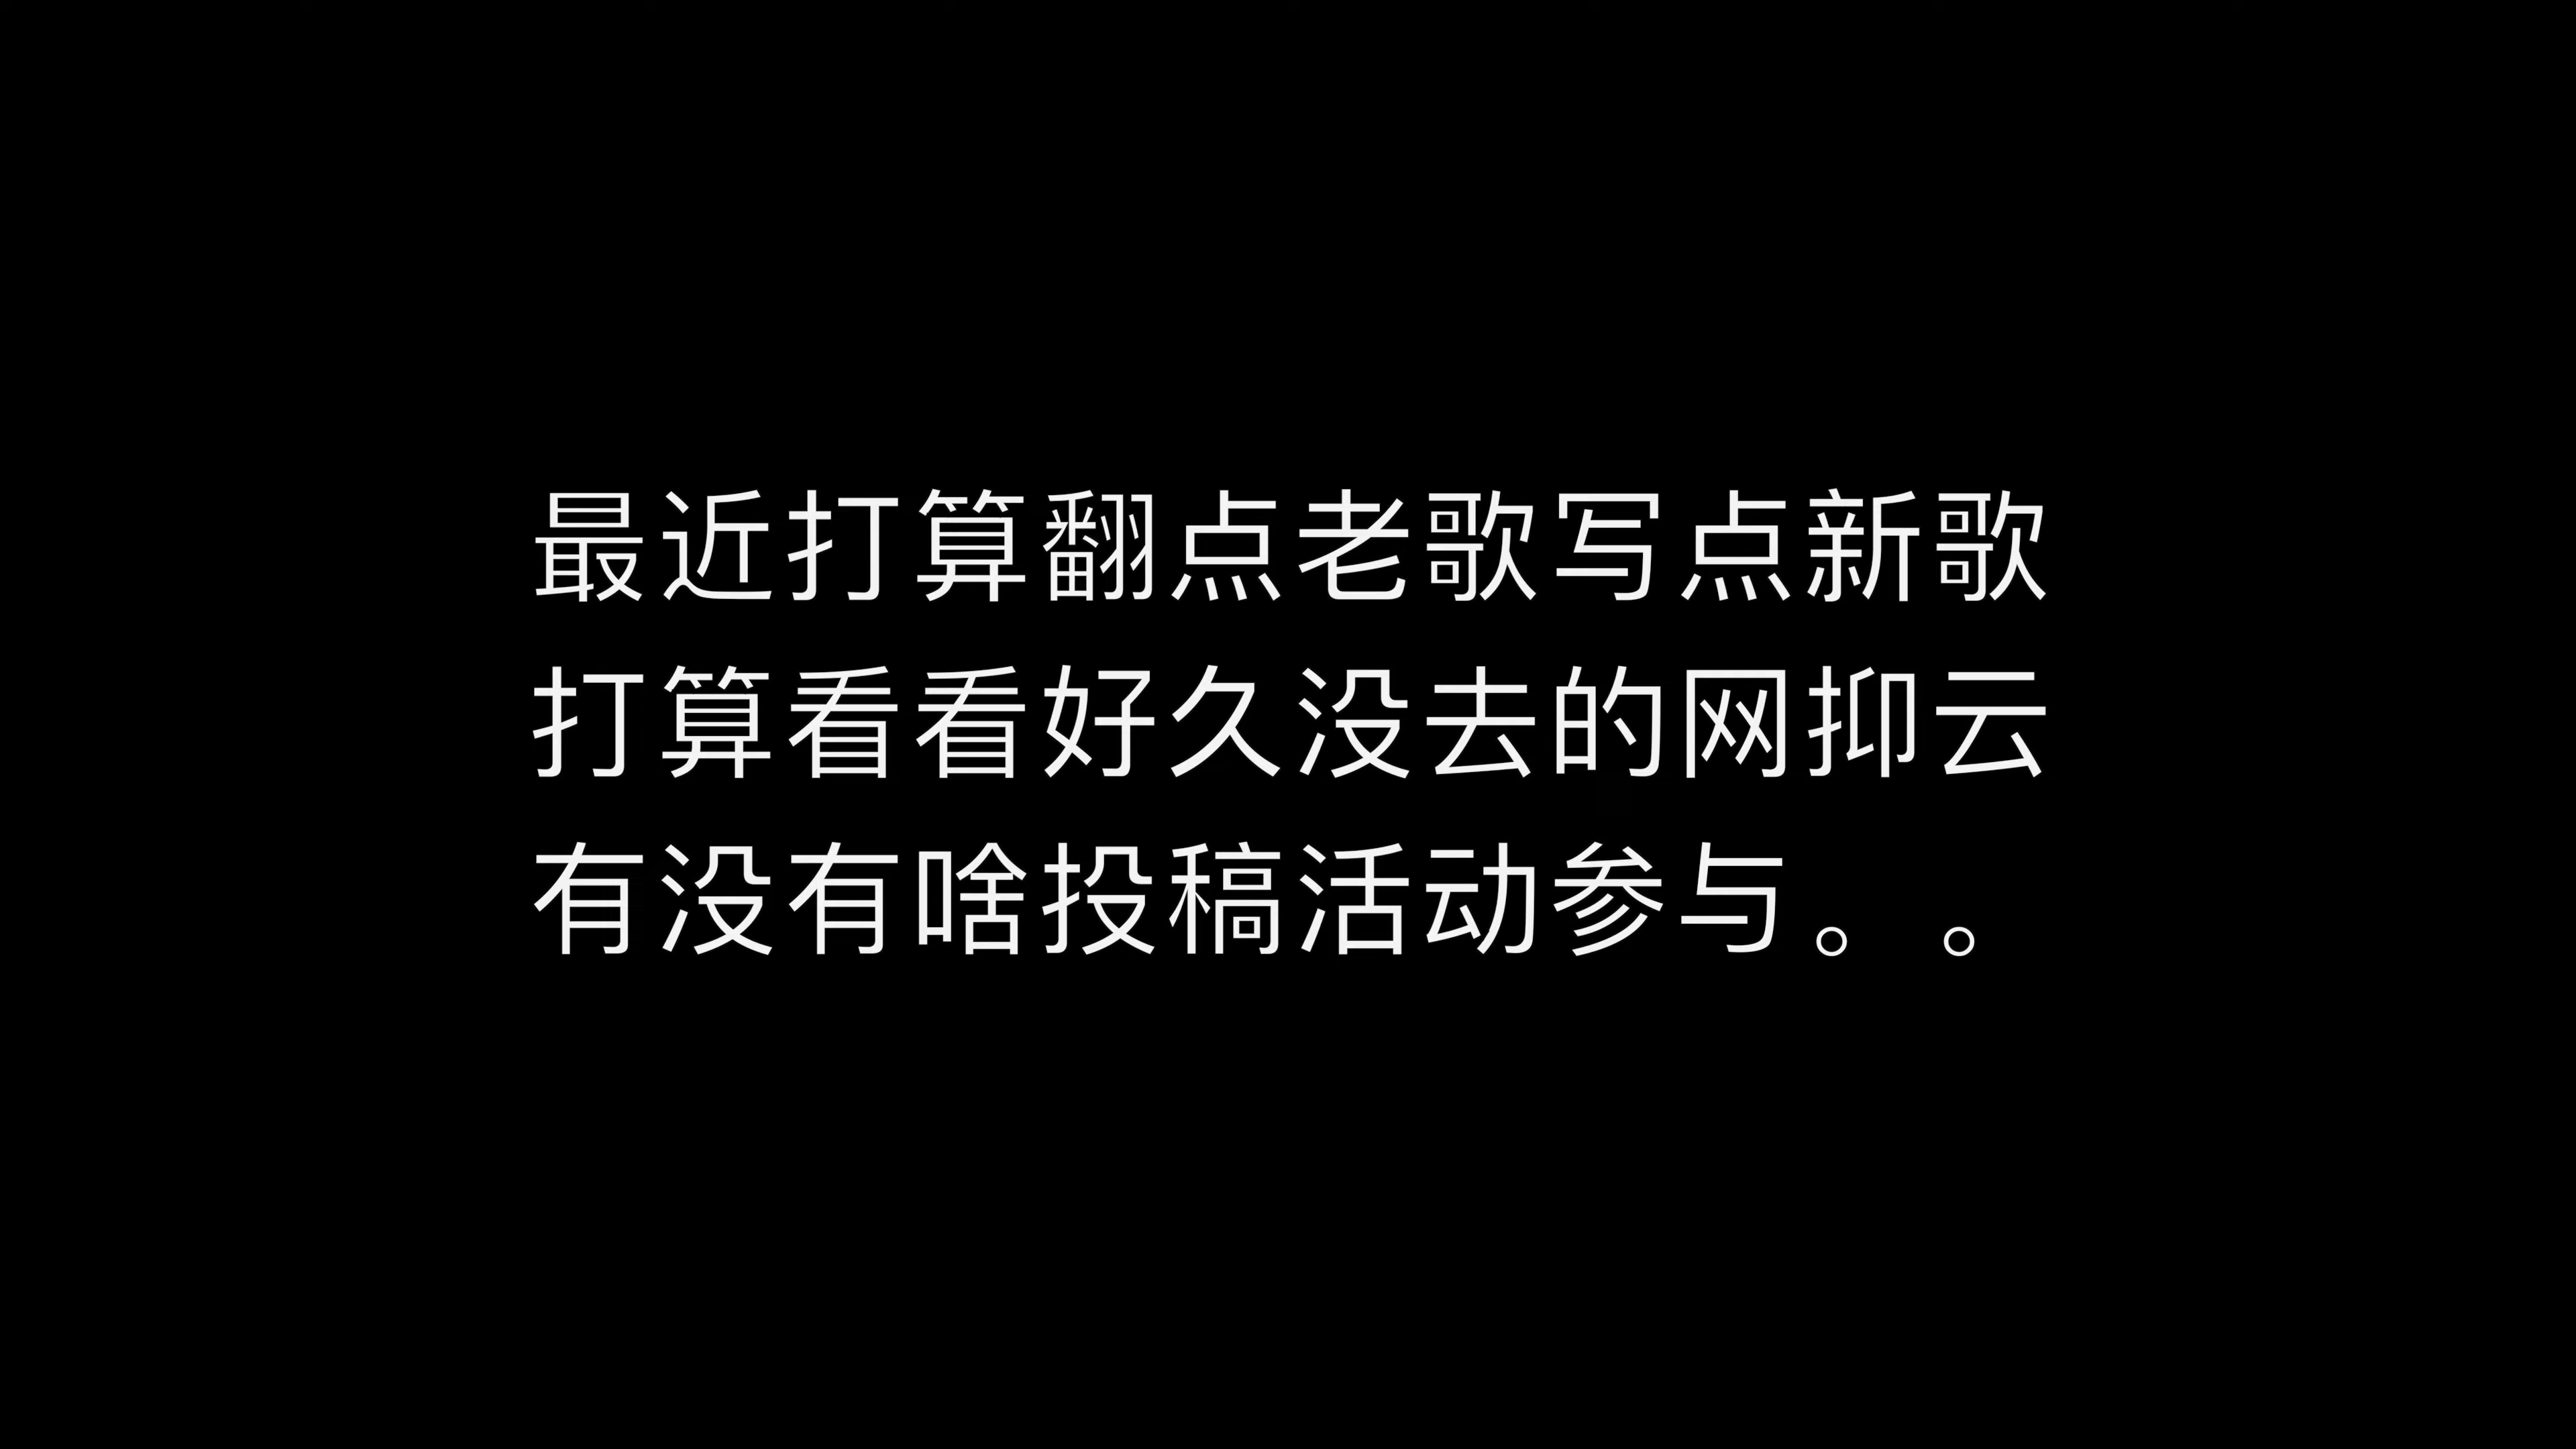 最近打算翻点老歌写点新歌
打算看看好久没去的网抑云
有没有啥投稿活动参与。。